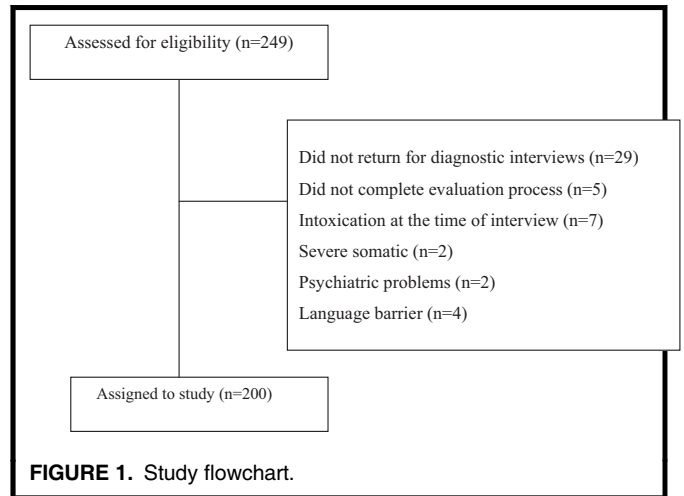 Assessed for eligibility (n=249)
Did not return for diagnostic interviews (n=29)
Did not complete evaluation process (n=5)
Intoxication at the time of interview (n=7)
Severe somatic (n=2)
Psychiatric problems (n=2)
Language barrier (n=4)
Assigned to study (n=200)
FIGURE 1. Study flowchart.